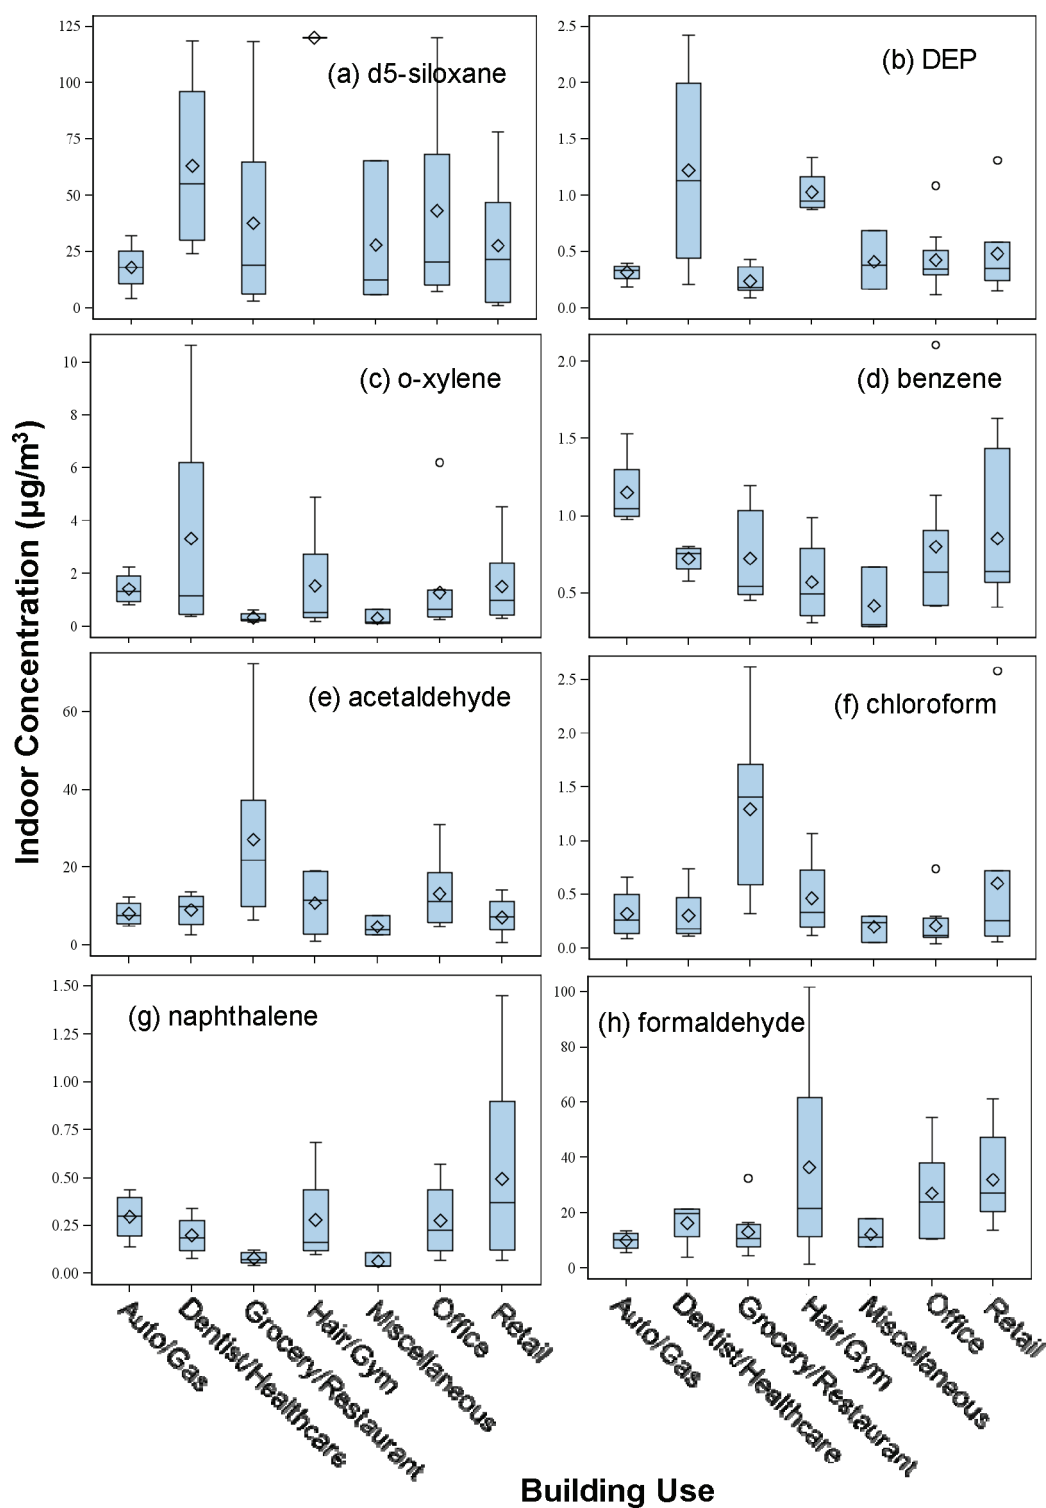 Indoor Concentration (µg/m³)
125
100
75
50
25
0
(a) d5-siloxane
2.5
2.0
1.5
1.0
0.5
0.0
(b) DEP
10
8
6
4
2
0
(c) o-xylene
2.0
1.5
1.0
0.5
(d) benzene
60
40
20
0
(e) acetaldehyde
2.5
2.0
1.5
1.0
0.5
0.0
(f) chloroform
1.50
1.25
1.00
0.75
0.50
0.25
0.00
(g) naphthalene
100
80
60
40
20
0
(h) formaldehyde
Auto/Gas
Dentist/Healthcare
Grocery/Restaurant
Hair/Gym
Miscellaneous
Office
Retail
Auto/Gas
Dentist/Healthcare
Grocery/Restaurant
Hair/Gym
Miscellaneous
Office
Retail
Building Use